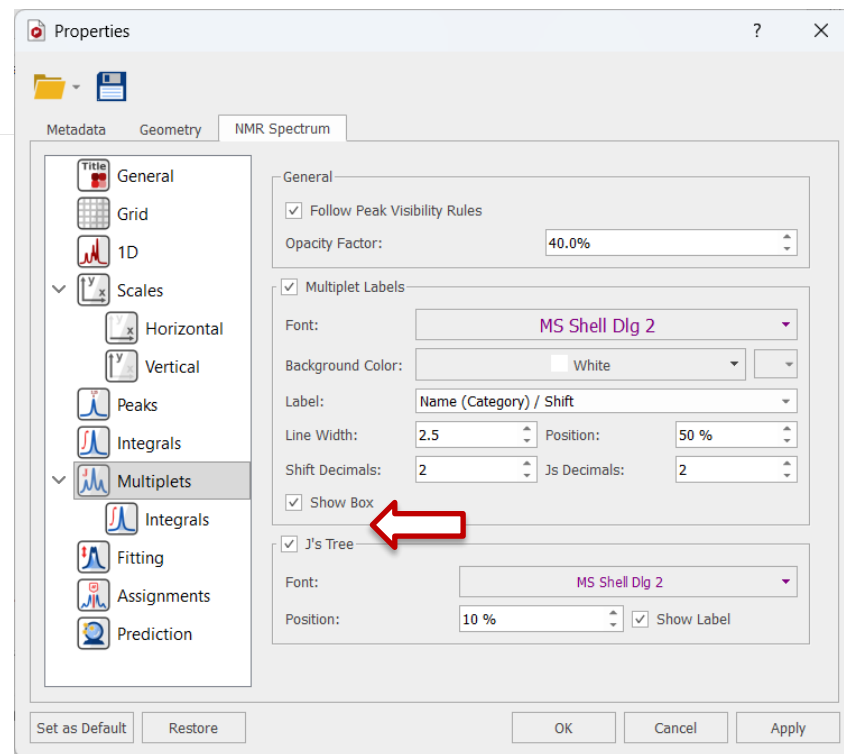 Properties
?
Metadata Geometry NMR Spectrum
Title General
Grid
1D
Scales
Horizontal
Vertical
Peaks
Integrals
Multiplets
Integrals
Fitting
Assignments
Prediction
General
Follow Peak Visibility Rules
Opacity Factor: 40.0%
Multiplet Labels
Font: MS Shell Dlg 2
Background Color: White
Label: Name (Category) / Shift
Line Width: 2.5 Position: 50 %
Shift Decimals: 2 Js Decimals: 2
Show Box
J's Tree
Font: MS Shell Dlg 2
Position: 10 % Show Label
Set as Default Restore OK Cancel Apply